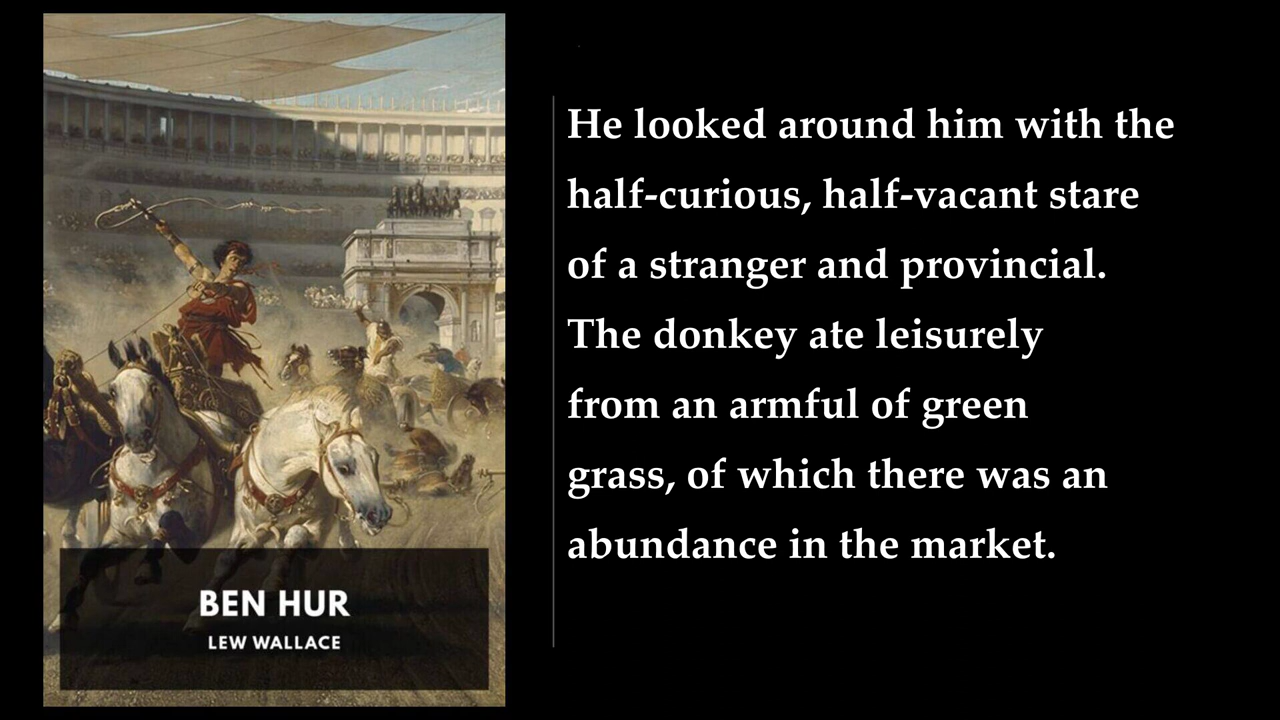 BEN HUR
LEW WALLACE
He looked around him with the
half-curious, half-vacant stare
of a stranger and provincial.
The donkey ate leisurely
from an armful of green
grass, of which there was an
abundance in the market.